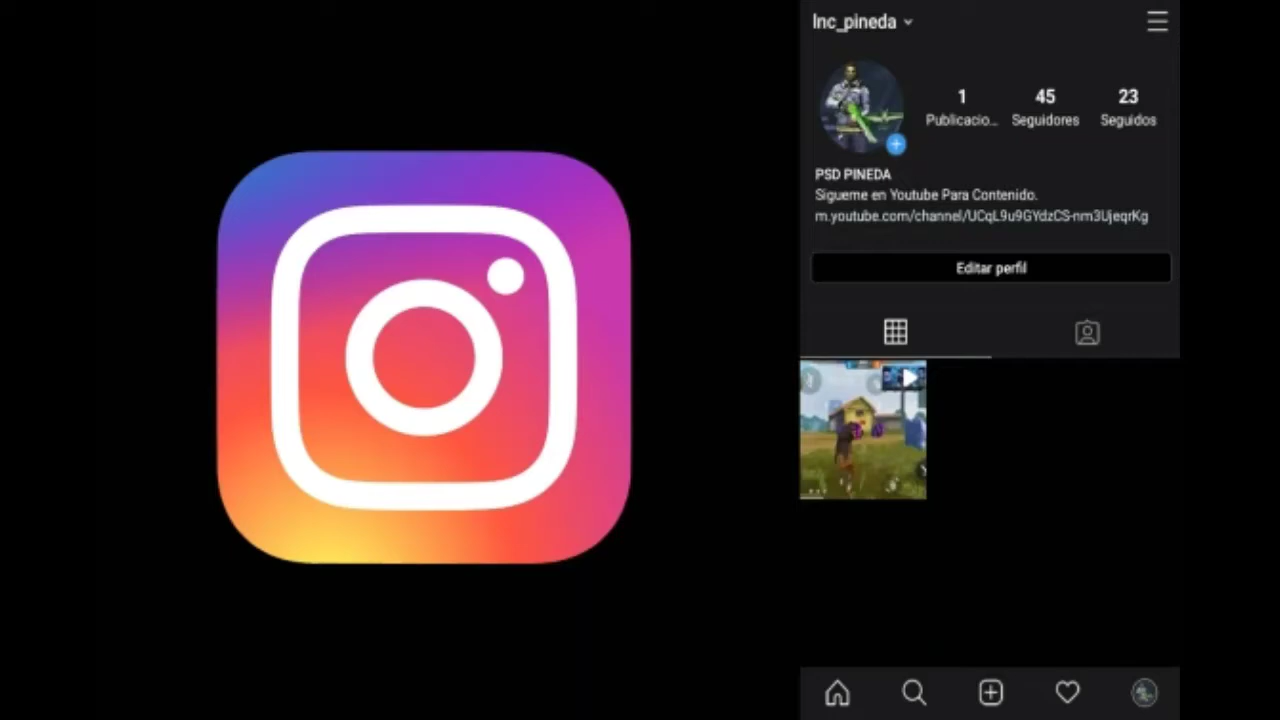 lnc_pineda
1
45
23
Publicacio...
Seguidores
Seguidos
PSD PINEDA
Sigueme en Youtube Para Contenido.
m.youtube.com/channel/UCqL9u9GYdzCS-nm3UjeqrKg
Editar perfil